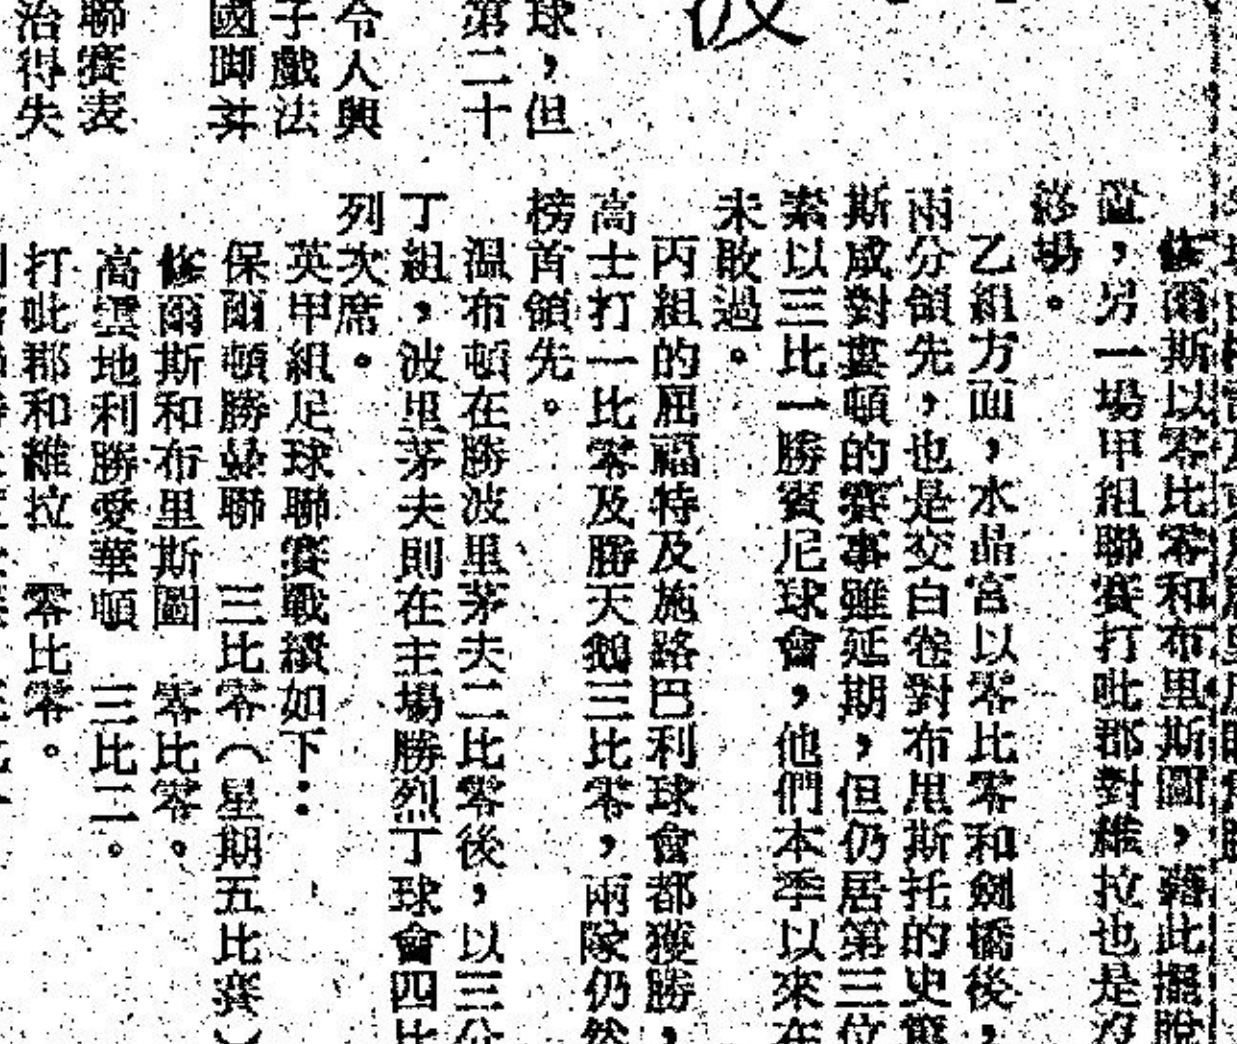 修爾斯以零比零和布里斯圖，藉此擺脫
，另一場甲組聯賽打吡郡對維拉也是沒
場。
乙組方面，水晶宮以零比零和劍橋後，
兩分領先，也是交白卷對布里斯托的史
斯咸對婁頓的賽事雖延期，但仍居第三位
素以三比一勝賓尼球會，他們本季以來在
未敢過。
丙組的屈福特及施路巴利球會都獲勝，
高士打一比零及勝天鵝三比零，兩隊仍然
榜首領先。
溫布頓在勝波里茅夫二比零後，以三分
丁組，波里茅夫則在主場勝烈丁球會四比
列次席。
英甲組足球聯賽戰績如下：
保爾頓勝曼聯　三比零（星期五比賽）
修爾斯和布里斯圖　零比零。
高雲地利勝愛華頓　三比二。
打吡郡和維拉　零比零。
波
球，但
第二十
令人興
子戲法
國脚
聯賽表
治得失